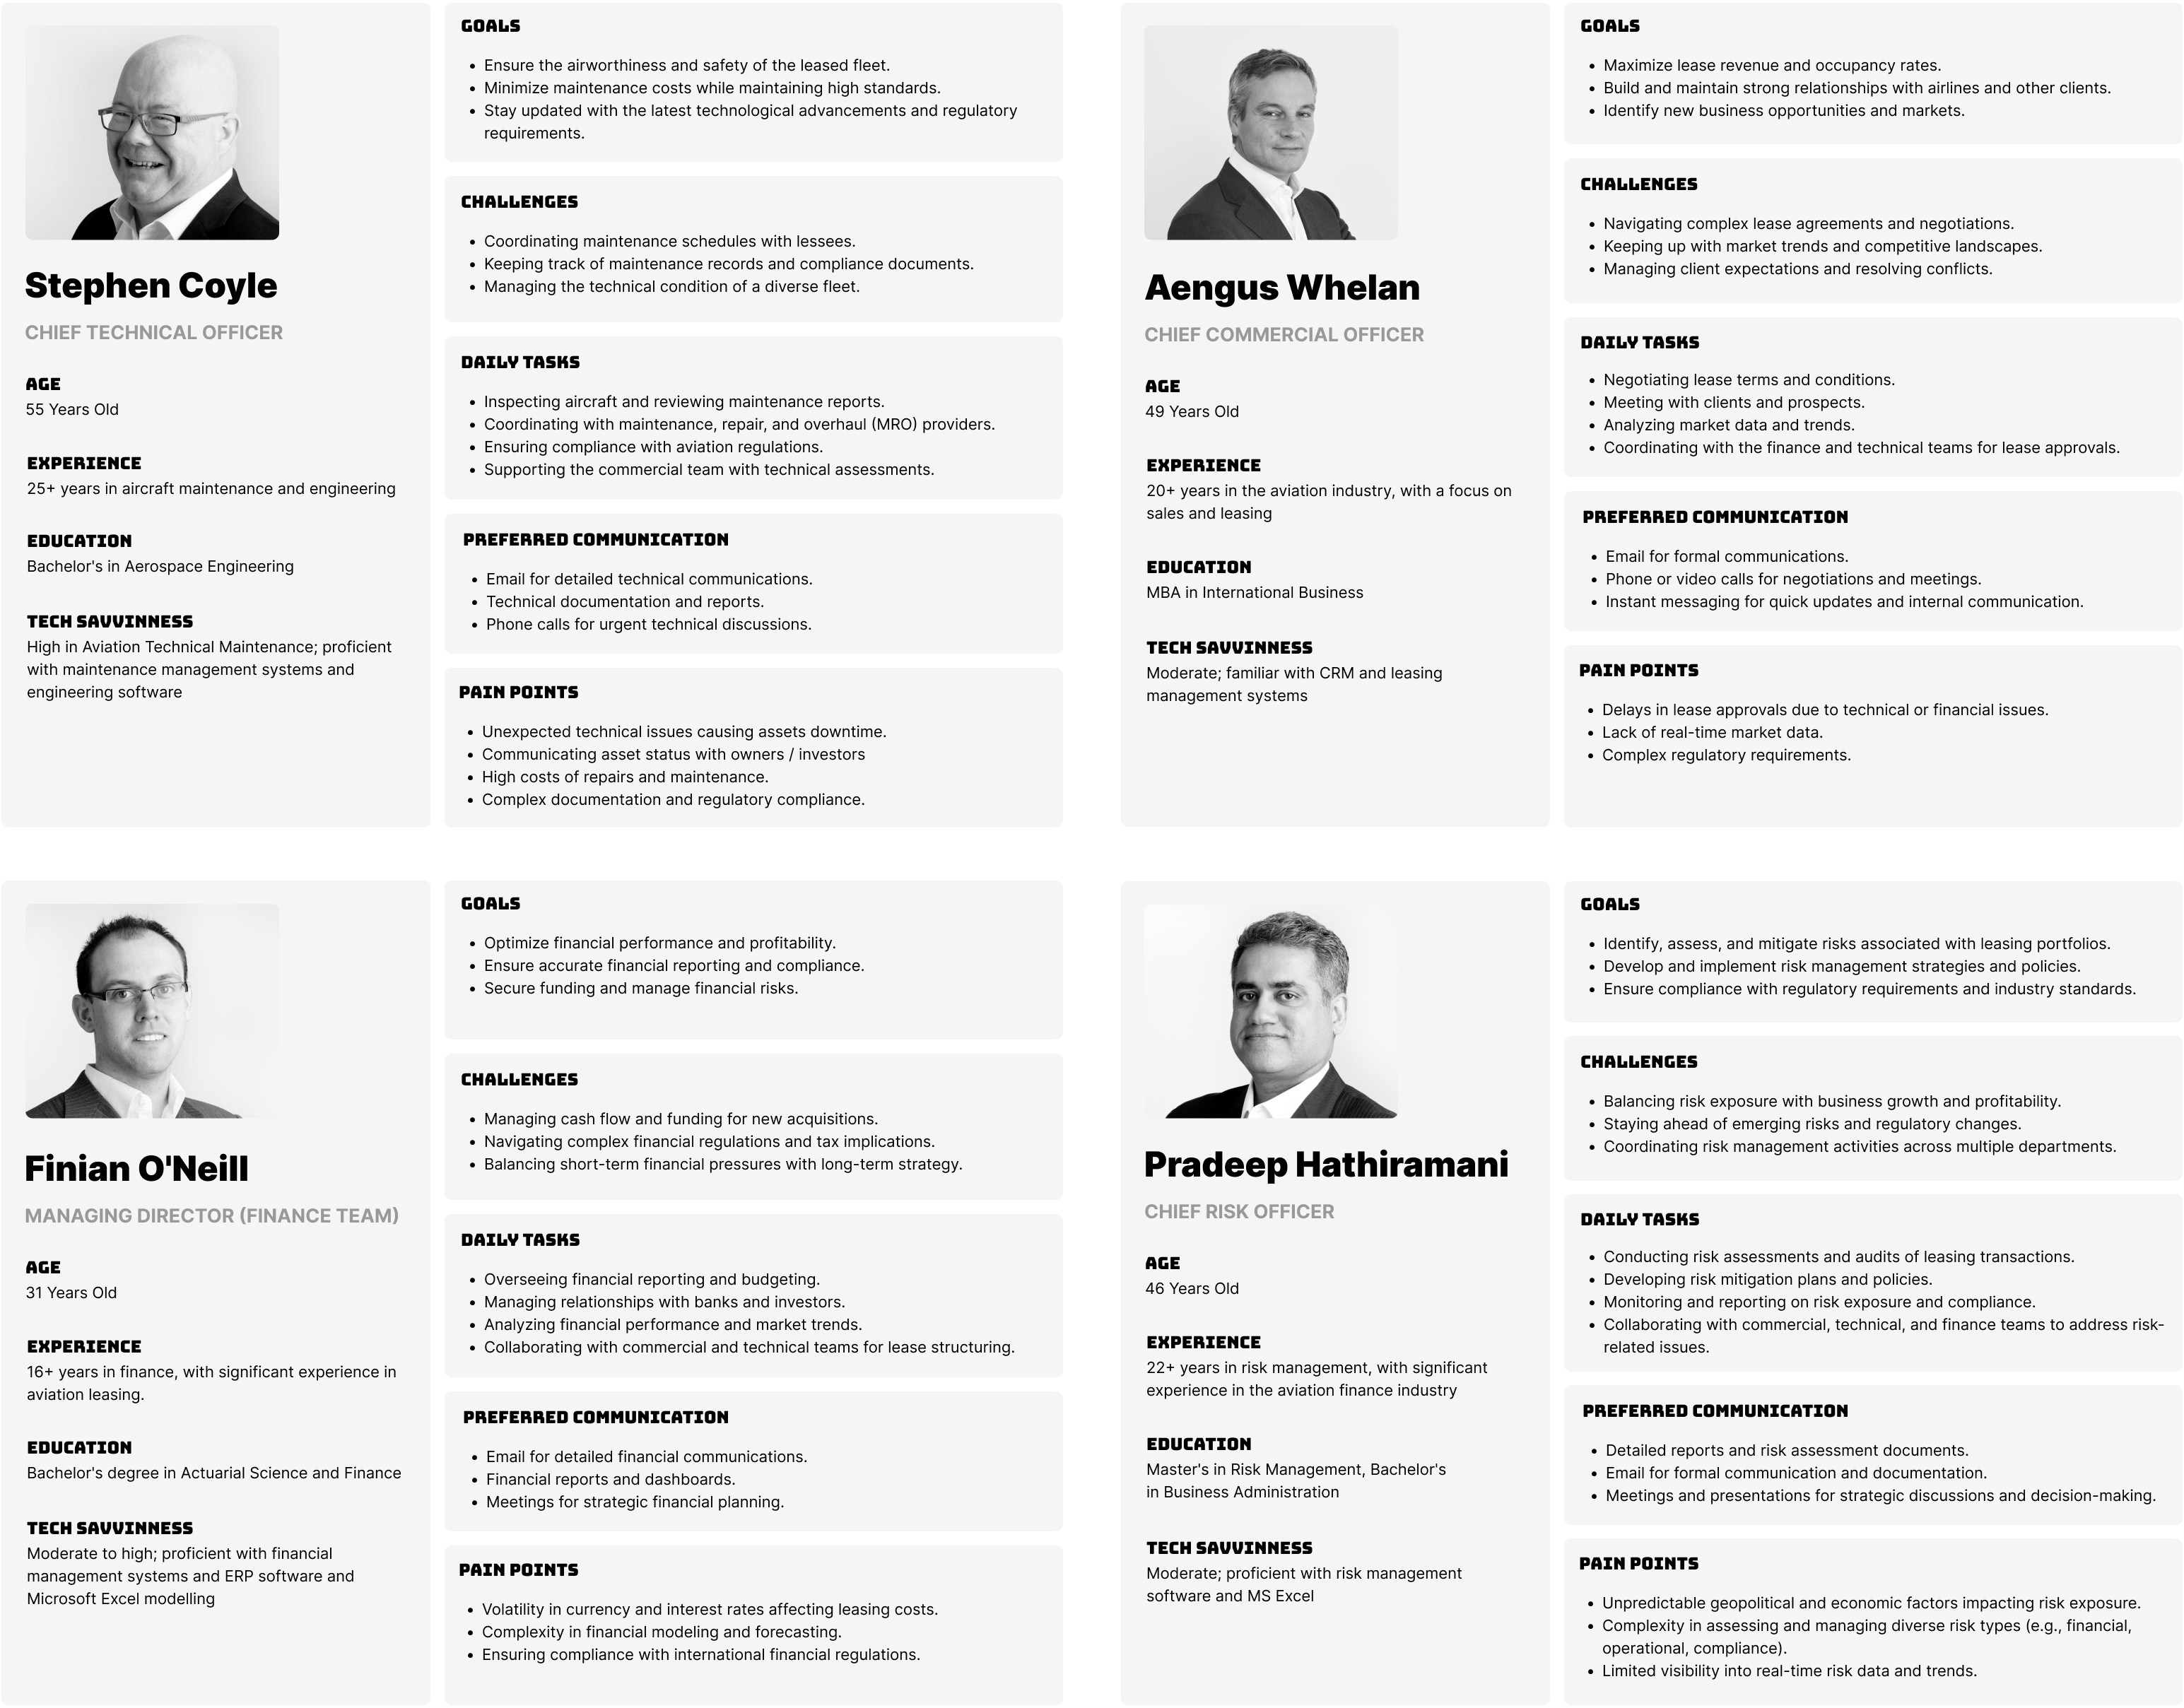 Stephen Coyle
CHIEF TECHNICAL OFFICER
AGE
55 Years Old
EXPERIENCE
25+ years in aircraft maintenance and engineering
EDUCATION
Bachelor's in Aerospace Engineering
TECH SAVVINNESS
High in Aviation Technical Maintenance; proficient
with maintenance management systems and
engineering software
GOALS
• Ensure the airworthiness and safety of the leased fleet.
• Minimize maintenance costs while maintaining high standards.
• Stay updated with the latest technological advancements and regulatory
requirements.
CHALLENGES
• Coordinating maintenance schedules with lessees.
• Keeping track of maintenance records and compliance documents.
• Managing the technical condition of a diverse fleet.
DAILY TASKS
• Inspecting aircraft and reviewing maintenance reports.
• Coordinating with maintenance, repair, and overhaul (MRO) providers.
• Ensuring compliance with aviation regulations.
• Supporting the commercial team with technical assessments.
PREFERRED COMMUNICATION
• Email for detailed technical communications.
• Technical documentation and reports.
• Phone calls for urgent technical discussions.
PAIN POINTS
• Unexpected technical issues causing assets downtime.
• Communicating asset status with owners / investors
• High costs of repairs and maintenance.
• Complex documentation and regulatory compliance.
Aengus Whelan
CHIEF COMMERCIAL OFFICER
AGE
49 Years Old
EXPERIENCE
20+ years in the aviation industry, with a focus on
sales and leasing
EDUCATION
MBA in International Business
TECH SAVVINNESS
Moderate; familiar with CRM and leasing
management systems
GOALS
• Maximize lease revenue and occupancy rates.
• Build and maintain strong relationships with airlines and other clients.
• Identify new business opportunities and markets.
CHALLENGES
• Navigating complex lease agreements and negotiations.
• Keeping up with market trends and competitive landscapes.
• Managing client expectations and resolving conflicts.
DAILY TASKS
• Negotiating lease terms and conditions.
• Meeting with clients and prospects.
• Analyzing market data and trends.
• Coordinating with the finance and technical teams for lease approvals.
PREFERRED COMMUNICATION
• Email for formal communications.
• Phone or video calls for negotiations and meetings.
• Instant messaging for quick updates and internal communication.
PAIN POINTS
• Delays in lease approvals due to technical or financial issues.
• Lack of real-time market data.
• Complex regulatory requirements.
Finian O'Neill
MANAGING DIRECTOR (FINANCE TEAM)
AGE
31 Years Old
EXPERIENCE
16+ years in finance, with significant experience in
aviation leasing.
EDUCATION
Bachelor's degree in Actuarial Science and Finance
TECH SAVVINNESS
Moderate to high; proficient with financial
management systems and ERP software and
Microsoft Excel modelling
GOALS
• Optimize financial performance and profitability.
• Ensure accurate financial reporting and compliance.
• Secure funding and manage financial risks.
CHALLENGES
• Managing cash flow and funding for new acquisitions.
• Navigating complex financial regulations and tax implications.
• Balancing short-term financial pressures with long-term strategy.
DAILY TASKS
• Overseeing financial reporting and budgeting.
• Managing relationships with banks and investors.
• Analyzing financial performance and market trends.
• Collaborating with commercial and technical teams for lease structuring.
PREFERRED COMMUNICATION
• Email for detailed financial communications.
• Financial reports and dashboards.
• Meetings for strategic financial planning.
PAIN POINTS
• Volatility in currency and interest rates affecting leasing costs.
• Complexity in financial modeling and forecasting.
• Ensuring compliance with international financial regulations.
Pradeep Hathiramani
CHIEF RISK OFFICER
AGE
46 Years Old
EXPERIENCE
22+ years in risk management, with significant
experience in the aviation finance industry
EDUCATION
Master's in Risk Management, Bachelor's
in Business Administration
TECH SAVVINNESS
Moderate; proficient with risk management
software and MS Excel
GOALS
• Identify, assess, and mitigate risks associated with leasing portfolios.
• Develop and implement risk management strategies and policies.
• Ensure compliance with regulatory requirements and industry standards.
CHALLENGES
• Balancing risk exposure with business growth and profitability.
• Staying ahead of emerging risks and regulatory changes.
• Coordinating risk management activities across multiple departments.
DAILY TASKS
• Conducting risk assessments and audits of leasing transactions.
• Developing risk mitigation plans and policies.
• Monitoring and reporting on risk exposure and compliance.
• Collaborating with commercial, technical, and finance teams to address risk-
related issues.
PREFERRED COMMUNICATION
• Detailed reports and risk assessment documents.
• Email for formal communication and documentation.
• Meetings and presentations for strategic discussions and decision-making.
PAIN POINTS
• Unpredictable geopolitical and economic factors impacting risk exposure.
• Complexity in assessing and managing diverse risk types (e.g., financial,
operational, compliance).
• Limited visibility into real-time risk data and trends.